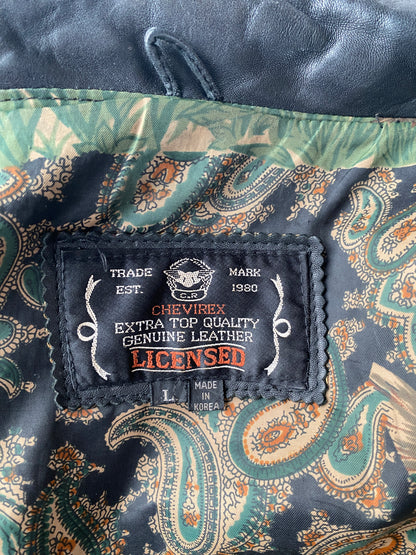 TRADE MARK
EST. 1980
C.R
CHEVIREX
EXTRA TOP QUALITY
GENUINE LEATHER
LICENSED
L
MADE
IN
KOREA